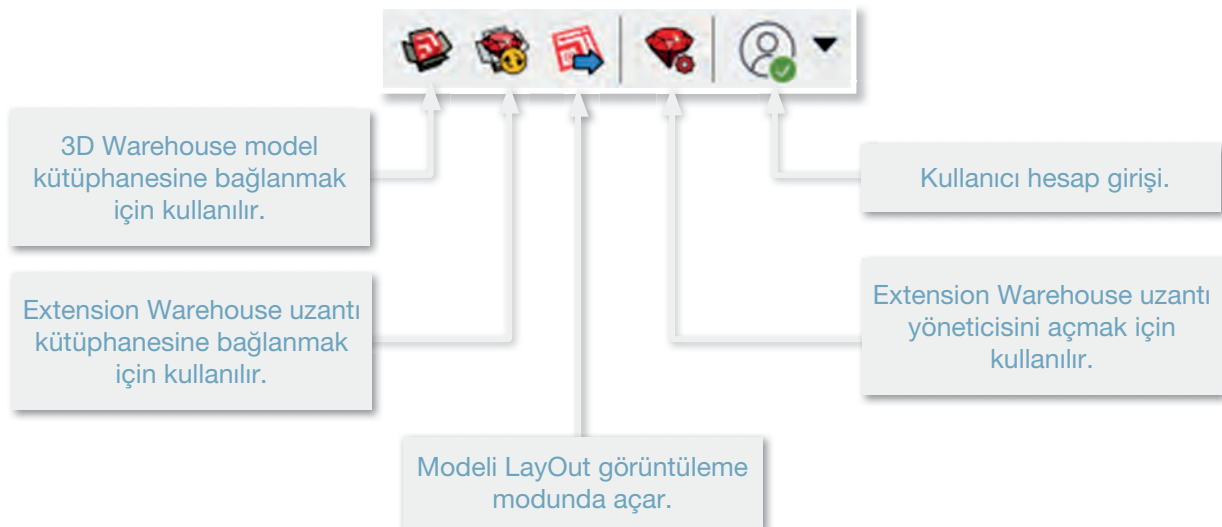 3D Warehouse model
kütüphanesine bağlanmak
için kullanılır.
Kullanıcı hesap girişi.
Extension Warehouse uzantı
kütüphanesine bağlanmak
için kullanılır.
Extension Warehouse uzantı
yöneticisini açmak için
kullanılır.
Modeli LayOut görüntüleme
modunda açar.